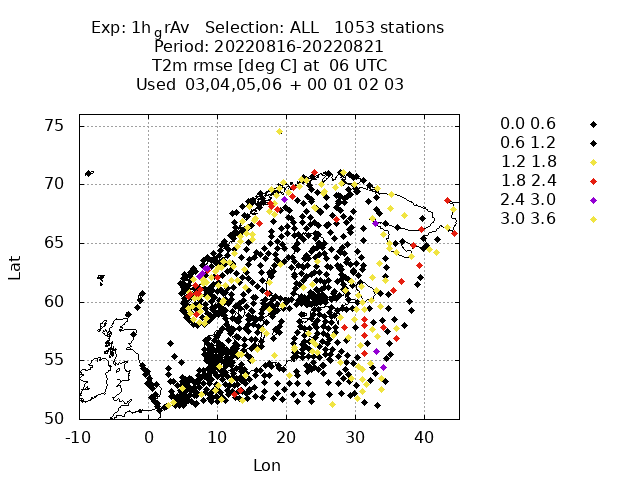 Exp: 1h_grAv Selection: ALL 1053 stations
Period: 20220816-20220821
T2m rmse [deg C] at 06 UTC
Used 03,04,05,06 + 00 01 02 03
0.0 0.6
0.6 1.2
1.2 1.8
1.8 2.4
2.4 3.0
3.0 3.6
75
70
65
60
55
50
Lat
-10 0 10 20 30 40
Lon